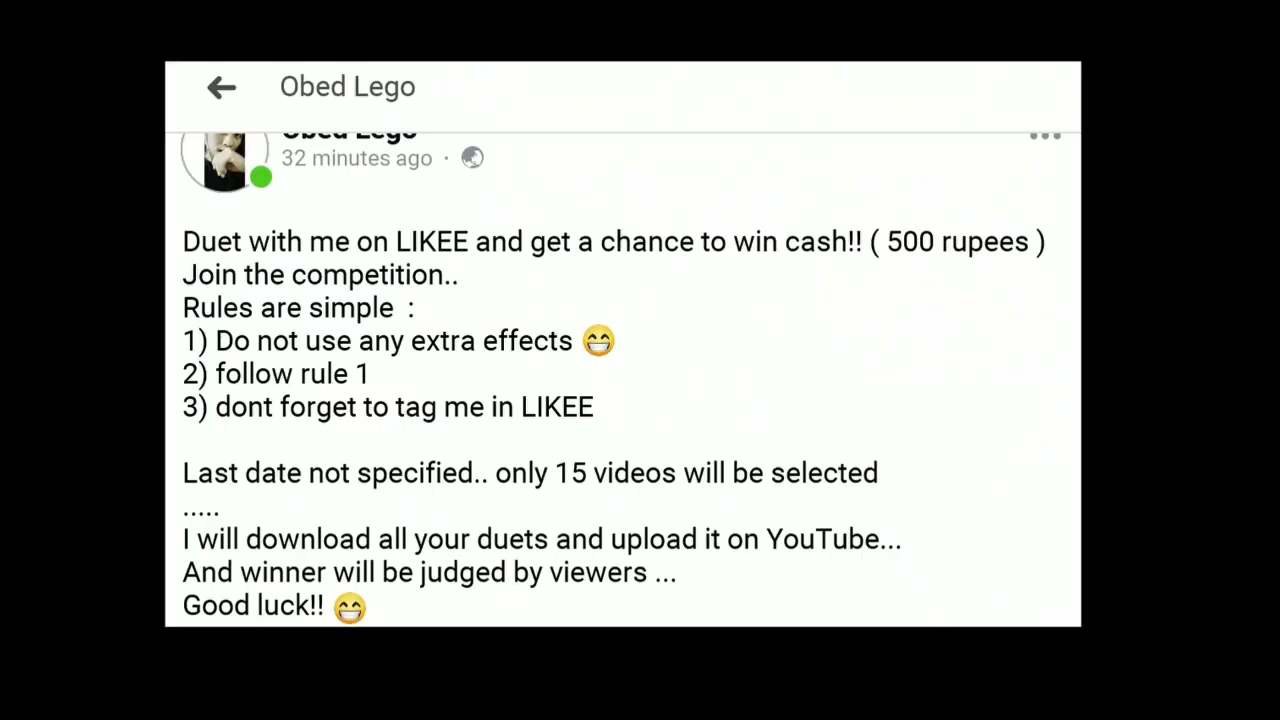 Obed Lego
Obed Lego
32 minutes ago ·
Duet with me on LIKEE and get a chance to win cash!! ( 500 rupees )
Join the competition..
Rules are simple :
1) Do not use any extra effects 😁
2) follow rule 1
3) dont forget to tag me in LIKEE
Last date not specified.. only 15 videos will be selected
.....
I will download all your duets and upload it on YouTube...
And winner will be judged by viewers ...
Good luck!! 😁